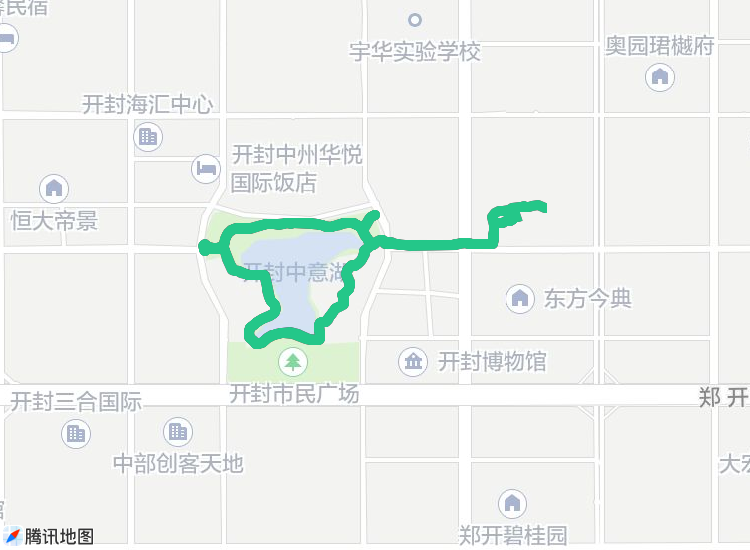 民宿
宇华实验学校
奥园珺樾府
开封海汇中心
开封中州华悦
国际饭店
恒大帝景
开封中意湖
东方今典
开封博物馆
开封市民广场
郑 开
开封三合国际
中部创客天地
大宏
郑开碧桂园
腾讯地图